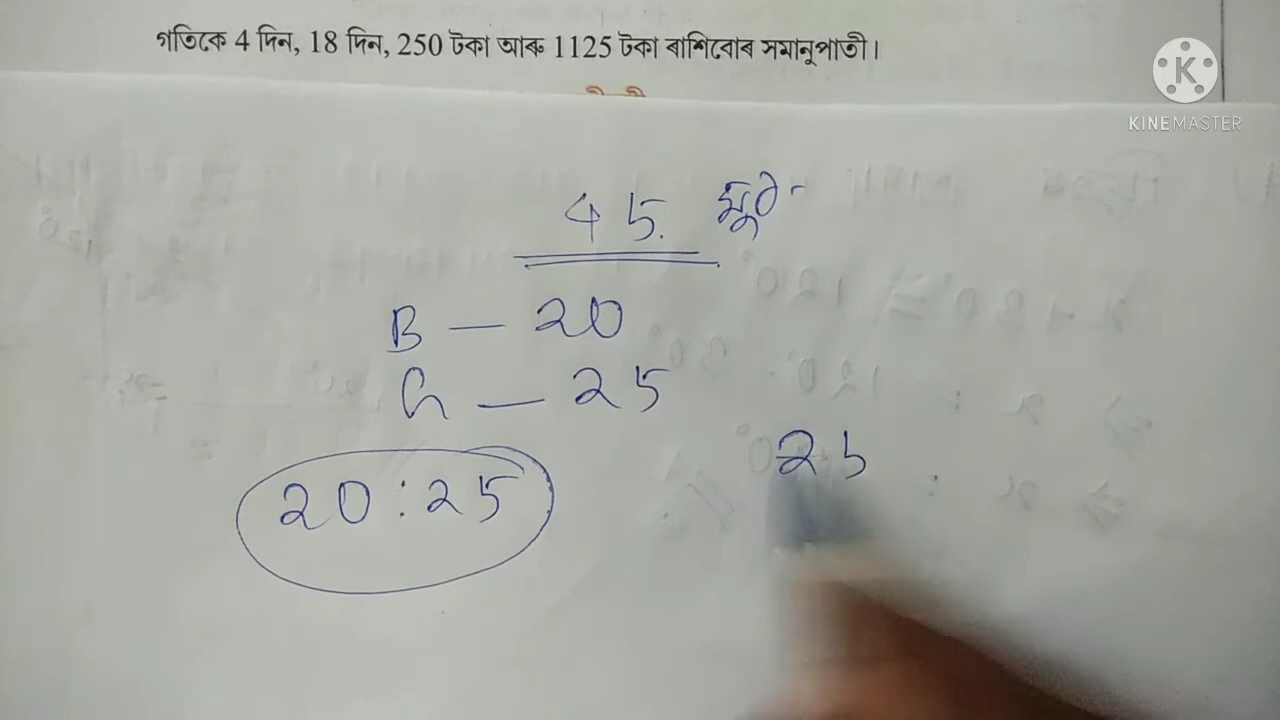 গতিকে 4 দিন, 18 দিন, 250 টকা আৰু 1125 টকা ৰাশিবোৰ সমানুপাতী।
K
KINEMASTER
45.
B — 20
G — 25
20 : 25
25